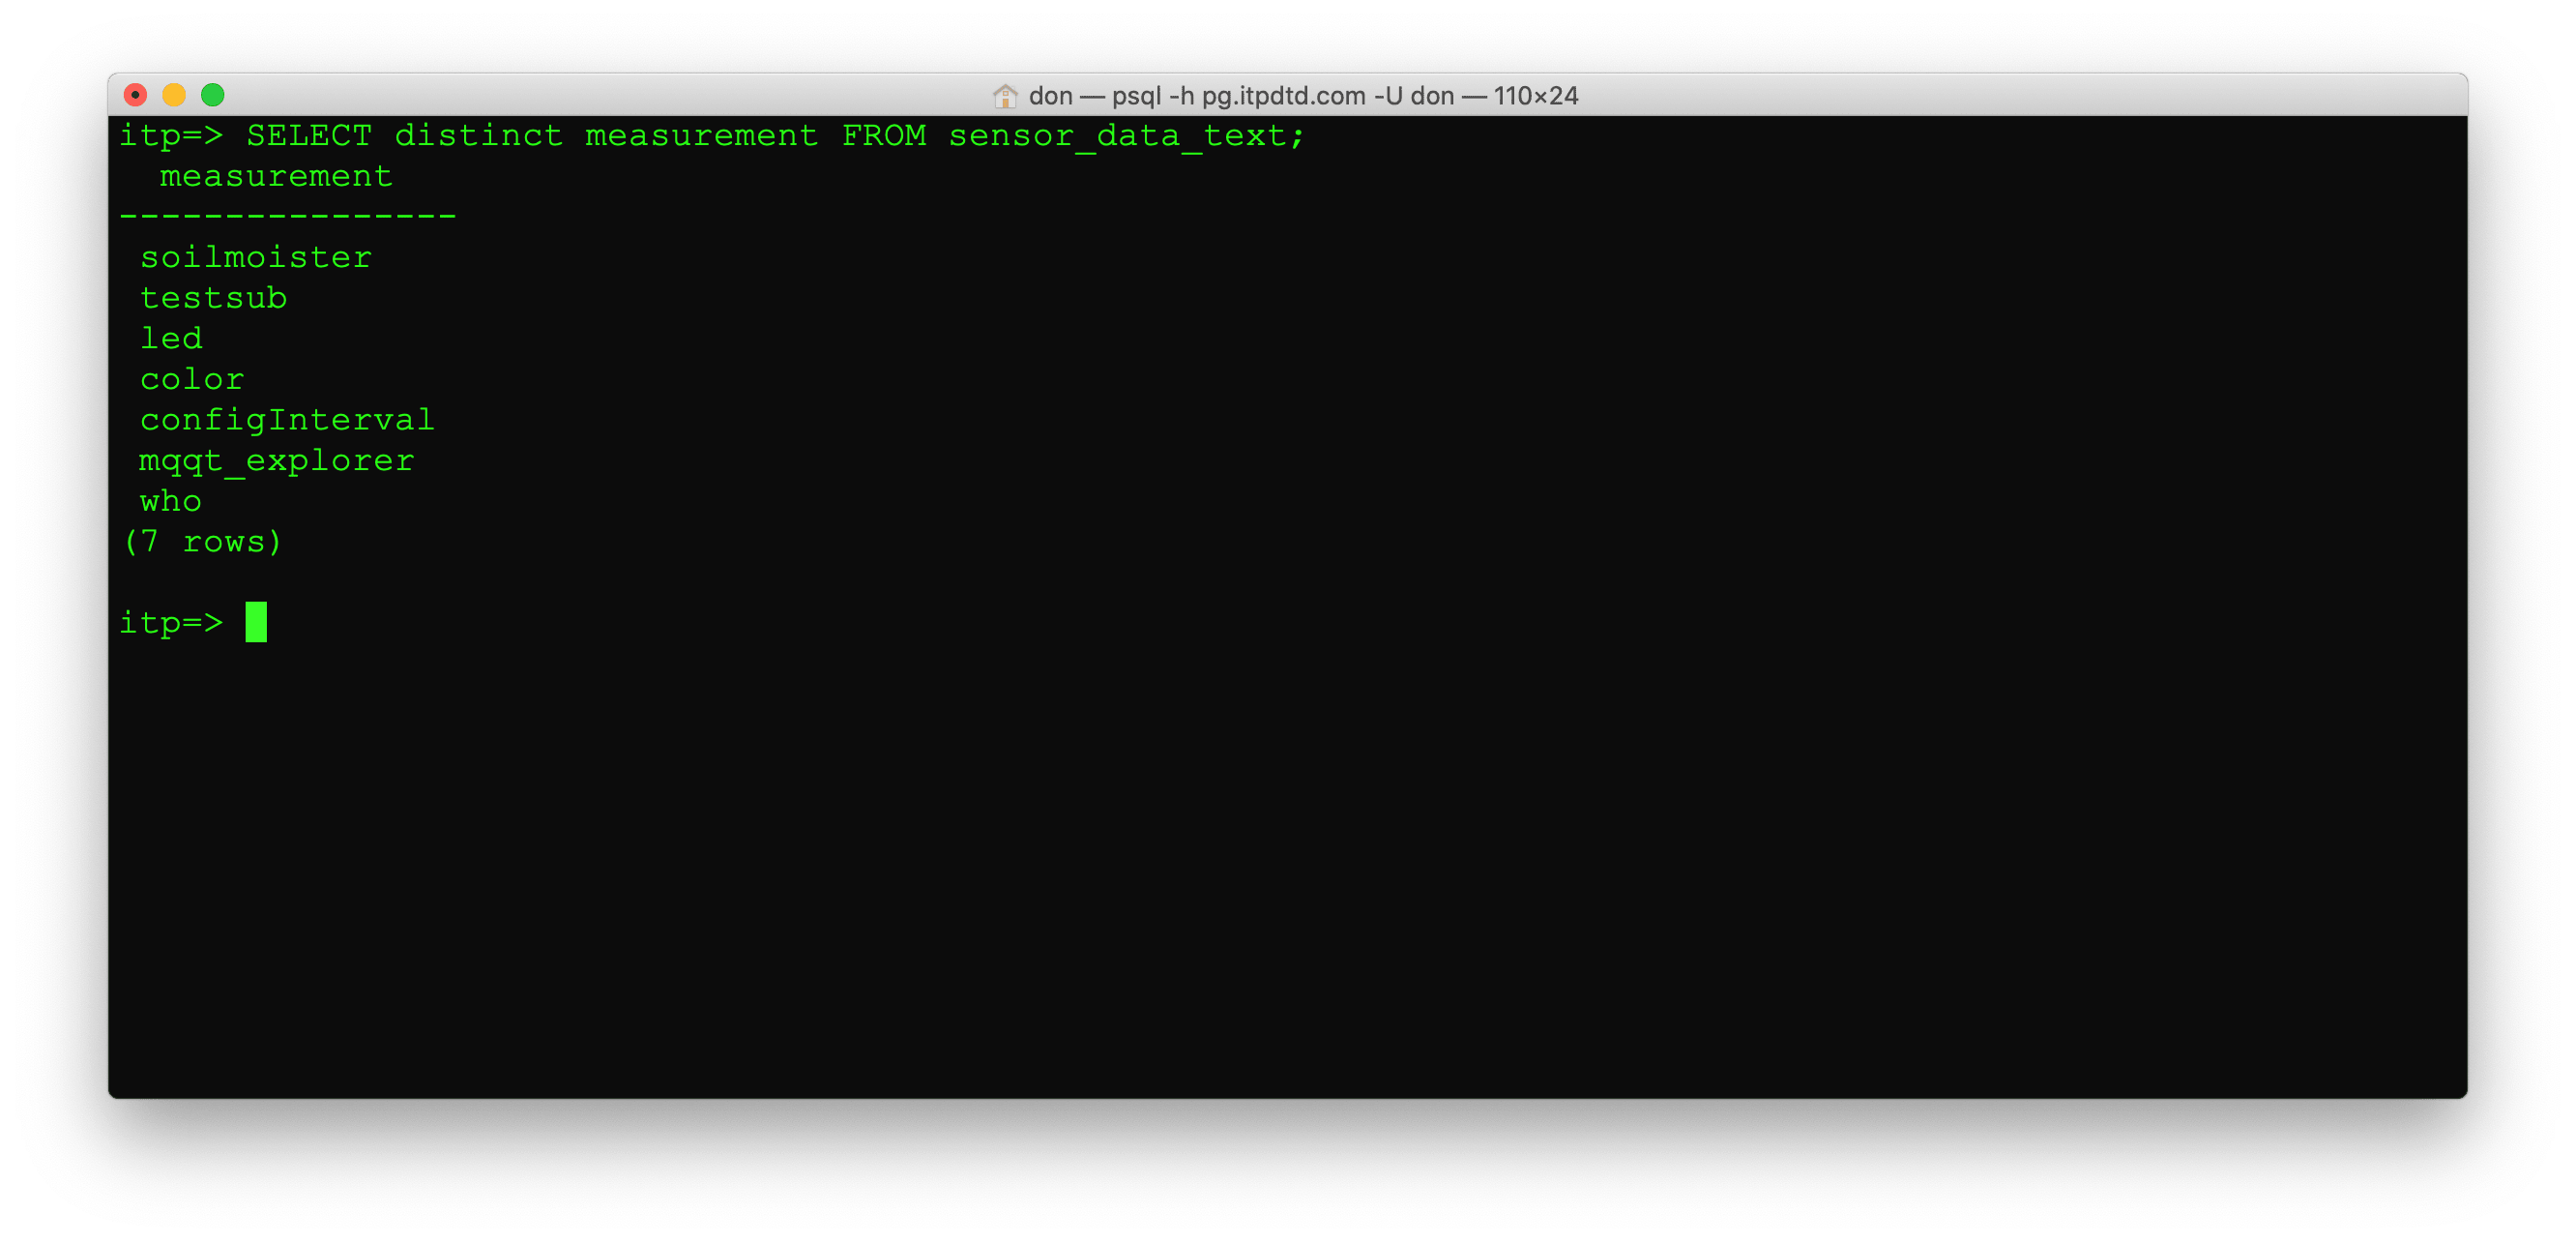 don — psql -h pg.itpdtd.com -U don — 110×24
itp=> SELECT distinct measurement FROM sensor_data_text;
measurement
----------------
soilmoister
testsub
led
color
configInterval
mqqt_explorer
who
(7 rows)
itp=>